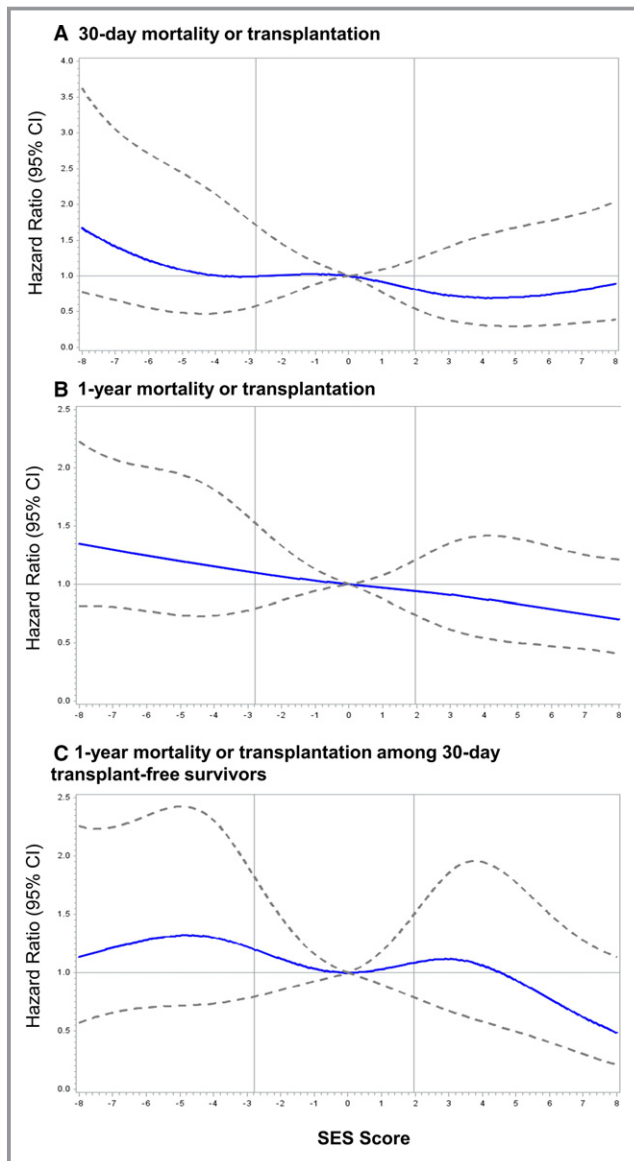 A 30-day mortality or transplantation
Hazard Ratio (95% CI)
4.0
3.5
3.0
2.5
2.0
1.5
1.0
0.5
0.0
-8 -7 -6 -5 -4 -3 -2 -1 0 1 2 3 4 5 6 7 8
B 1-year mortality or transplantation
Hazard Ratio (95% CI)
2.5
2.0
1.5
1.0
0.5
0.0
-8 -7 -6 -5 -4 -3 -2 -1 0 1 2 3 4 5 6 7 8
C 1-year mortality or transplantation among 30-day
transplant-free survivors
Hazard Ratio (95% CI)
2.5
2.0
1.5
1.0
0.5
0.0
-8 -7 -6 -5 -4 -3 -2 -1 0 1 2 3 4 5 6 7 8
SES Score